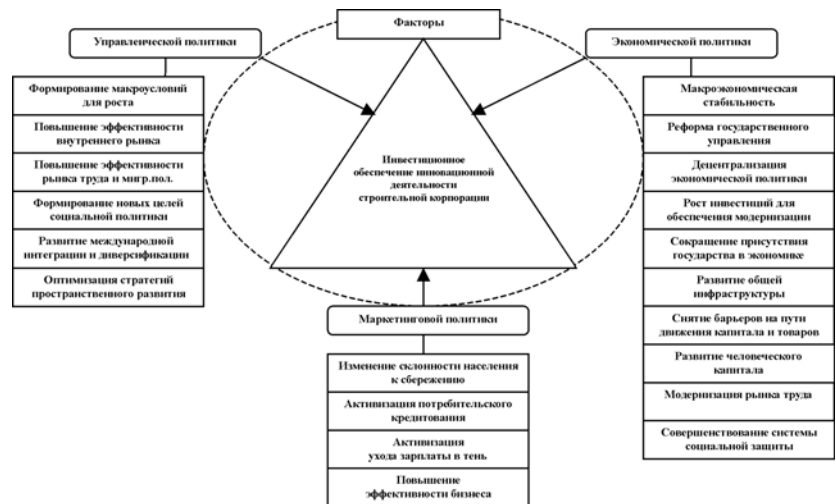 Факторы
Управленческой политики
Формирование макроусловий
для роста
Повышение эффективности
внутреннего рынка
Повышение эффективности
рынка труда и мигр.пол.
Формирование новых целей
социальной политики
Развитие международной
интеграции и диверсификации
Оптимизация стратегий
пространственного развития
Инвестиционное
обеспечение инновационной
деятельности
строительной корпорации
Экономической политики
Макроэкономическая
стабильность
Реформа государственного
управления
Децентрализация
экономической политики
Рост инвестиций для
обеспечения модернизации
Сокращение присутствия
государства в экономике
Развитие общей
инфраструктуры
Снятие барьеров на пути
движения капитала и товаров
Развитие человеческого
капитала
Модернизация рынка труда
Совершенствование системы
социальной защиты
Маркетинговой политики
Изменение склонности населения
к сбережению
Активизация потребительского
кредитования
Активизация
ухода зарплаты в тень
Повышение
эффективности бизнеса